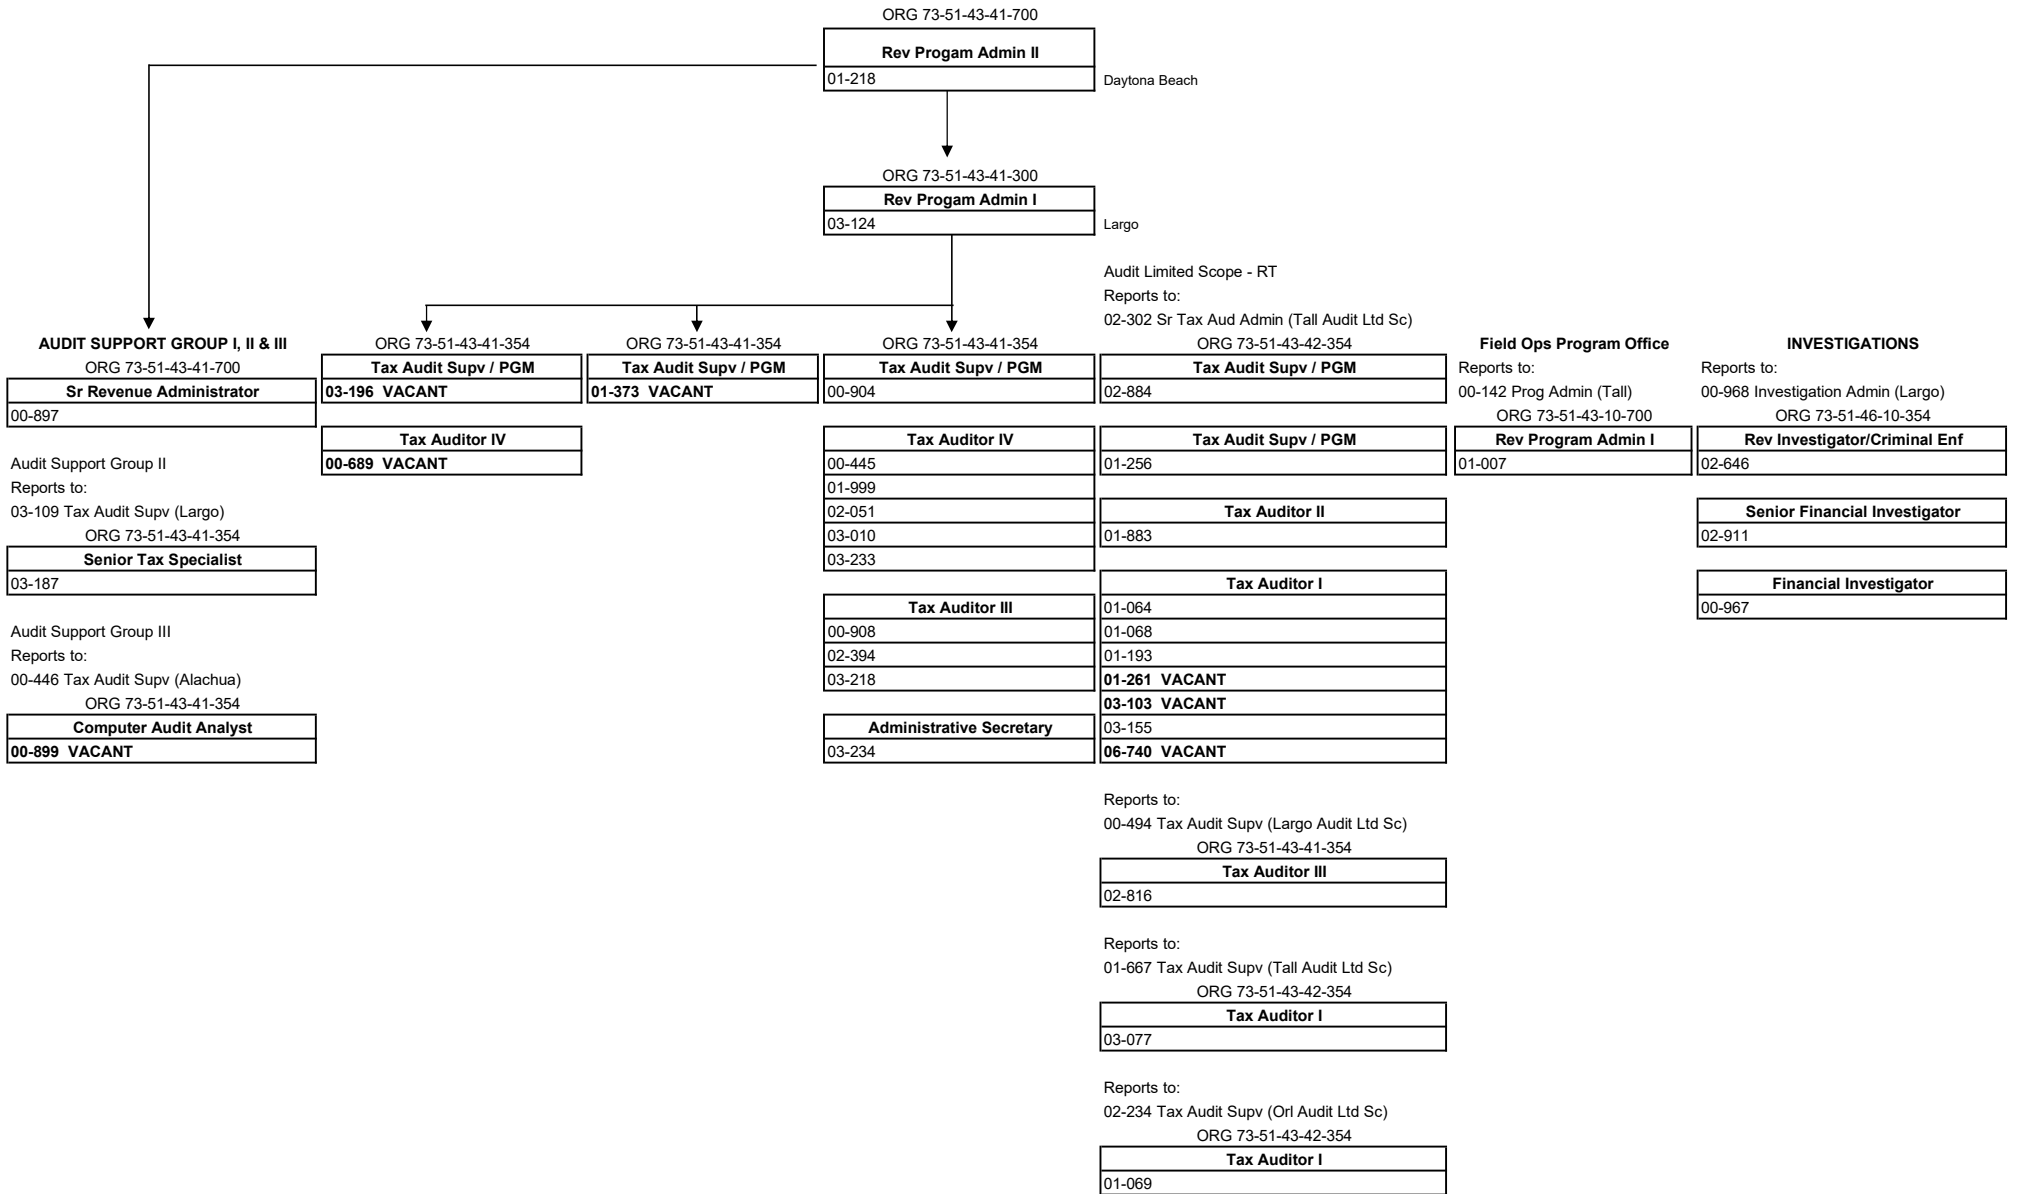 ORG 73-51-43-41-700
Rev Progam Admin II
01-218
Daytona Beach
ORG 73-51-43-41-300
Rev Progam Admin I
03-124
Largo
AUDIT SUPPORT GROUP I, II & III
ORG 73-51-43-41-700
Sr Revenue Administrator
00-897
Audit Support Group II
Reports to:
03-109 Tax Audit Supv (Largo)
ORG 73-51-43-41-354
Senior Tax Specialist
03-187
Audit Support Group III
Reports to:
00-446 Tax Audit Supv (Alachua)
ORG 73-51-43-41-354
Computer Audit Analyst
00-899 VACANT
ORG 73-51-43-41-354
Tax Audit Supv / PGM
03-196 VACANT
Tax Auditor IV
00-689 VACANT
ORG 73-51-43-41-354
Tax Audit Supv / PGM
01-373 VACANT
ORG 73-51-43-41-354
Tax Audit Supv / PGM
00-904
Tax Auditor IV
00-445
01-999
02-051
03-010
03-233
Tax Auditor III
00-908
02-394
03-218
Administrative Secretary
03-234
Audit Limited Scope - RT
Reports to:
02-302 Sr Tax Aud Admin (Tall Audit Ltd Sc)
ORG 73-51-43-42-354
Tax Audit Supv / PGM
02-884
Tax Audit Supv / PGM
01-256
Tax Auditor II
01-883
Tax Auditor I
01-064
01-068
01-193
01-261 VACANT
03-103 VACANT
03-155
06-740 VACANT
Reports to:
00-494 Tax Audit Supv (Largo Audit Ltd Sc)
ORG 73-51-43-41-354
Tax Auditor III
02-816
Reports to:
01-667 Tax Audit Supv (Tall Audit Ltd Sc)
ORG 73-51-43-42-354
Tax Auditor I
03-077
Reports to:
02-234 Tax Audit Supv (Orl Audit Ltd Sc)
ORG 73-51-43-42-354
Tax Auditor I
01-069
Field Ops Program Office
Reports to:
00-142 Prog Admin (Tall)
ORG 73-51-43-10-700
Rev Program Admin I
01-007
INVESTIGATIONS
Reports to:
00-968 Investigation Admin (Largo)
ORG 73-51-46-10-354
Rev Investigator/Criminal Enf
02-646
Senior Financial Investigator
02-911
Financial Investigator
00-967